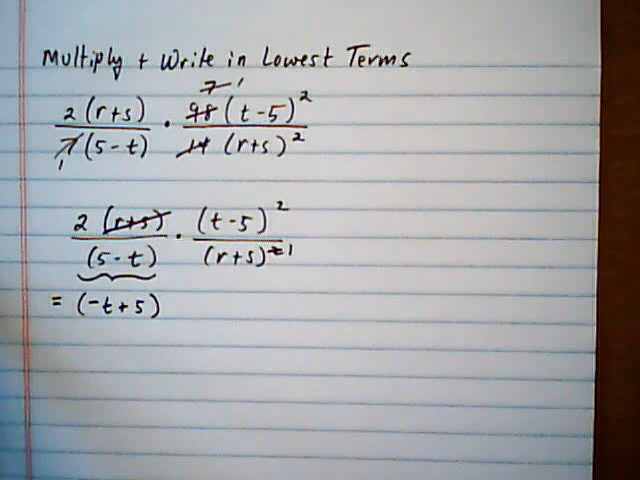 Multiply + Write in Lowest Terms
7 1
2 (r+s) / 7 (5-t) · 98 (t-5)^2 / 14 (r+s)^2
1
2 (r+s) / (5-t) · (t-5)^2 / (r+s)^2 1
= (-t+5)